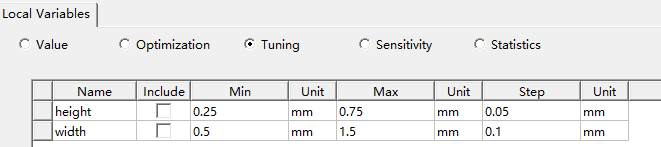 Local Variables
Value Optimization Tuning Sensitivity Statistics
Name Include Min Unit Max Unit Step Unit
height 0.25 mm 0.75 mm 0.05 mm
width 0.5 mm 1.5 mm 0.1 mm